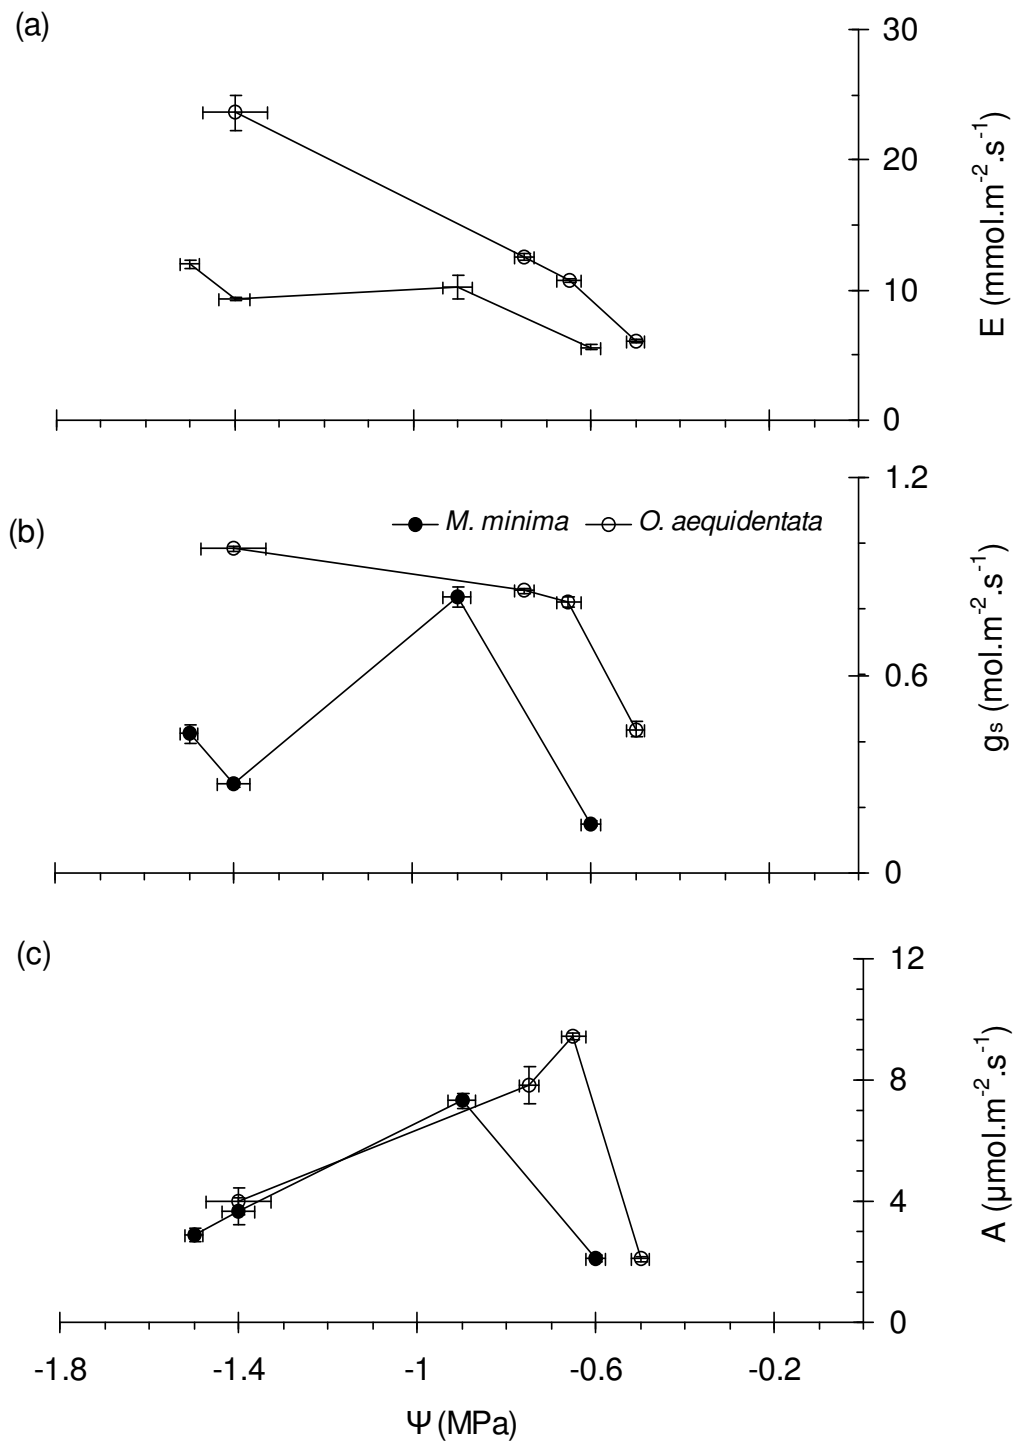 (a)
30
20
10
0
E (mmol.m⁻².s⁻¹)
(b)
M. minima
O. aequidentata
1.2
0.6
0
gs (mol.m⁻².s⁻¹)
(c)
12
8
4
0
A (µmol.m⁻².s⁻¹)
-1.8 -1.4 -1 -0.6 -0.2
Ψ (MPa)